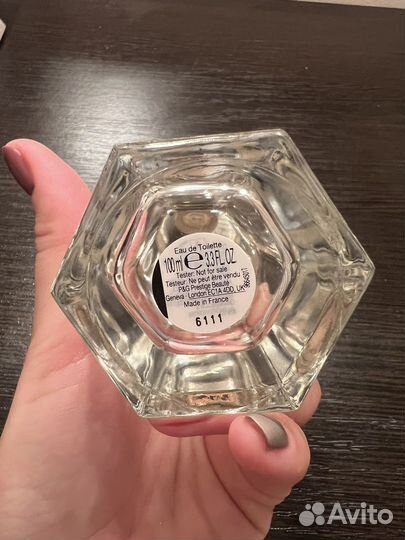 Eau de Toilette
100 ml e 3.3 FL.OZ
Tester: Not for sale
Testeur: Ne peut être vendu
P&G Prestige Beauté
Geneva - London EC1A 4DD, UK
Made in France
6111
Avito